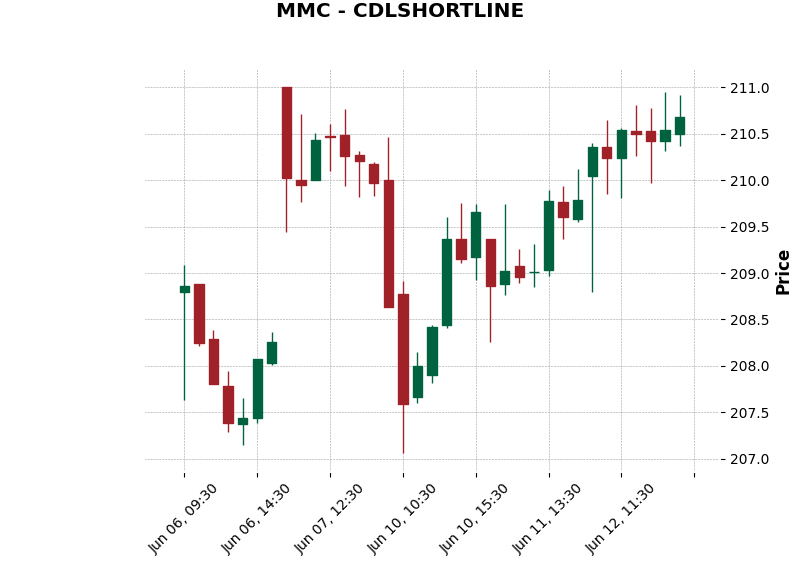 MMC - CDLSHORTLINE
211.0
210.5
210.0
209.5
209.0
208.5
208.0
207.5
207.0
Price
Jun 06, 09:30
Jun 06, 14:30
Jun 07, 12:30
Jun 10, 10:30
Jun 10, 15:30
Jun 11, 13:30
Jun 12, 11:30